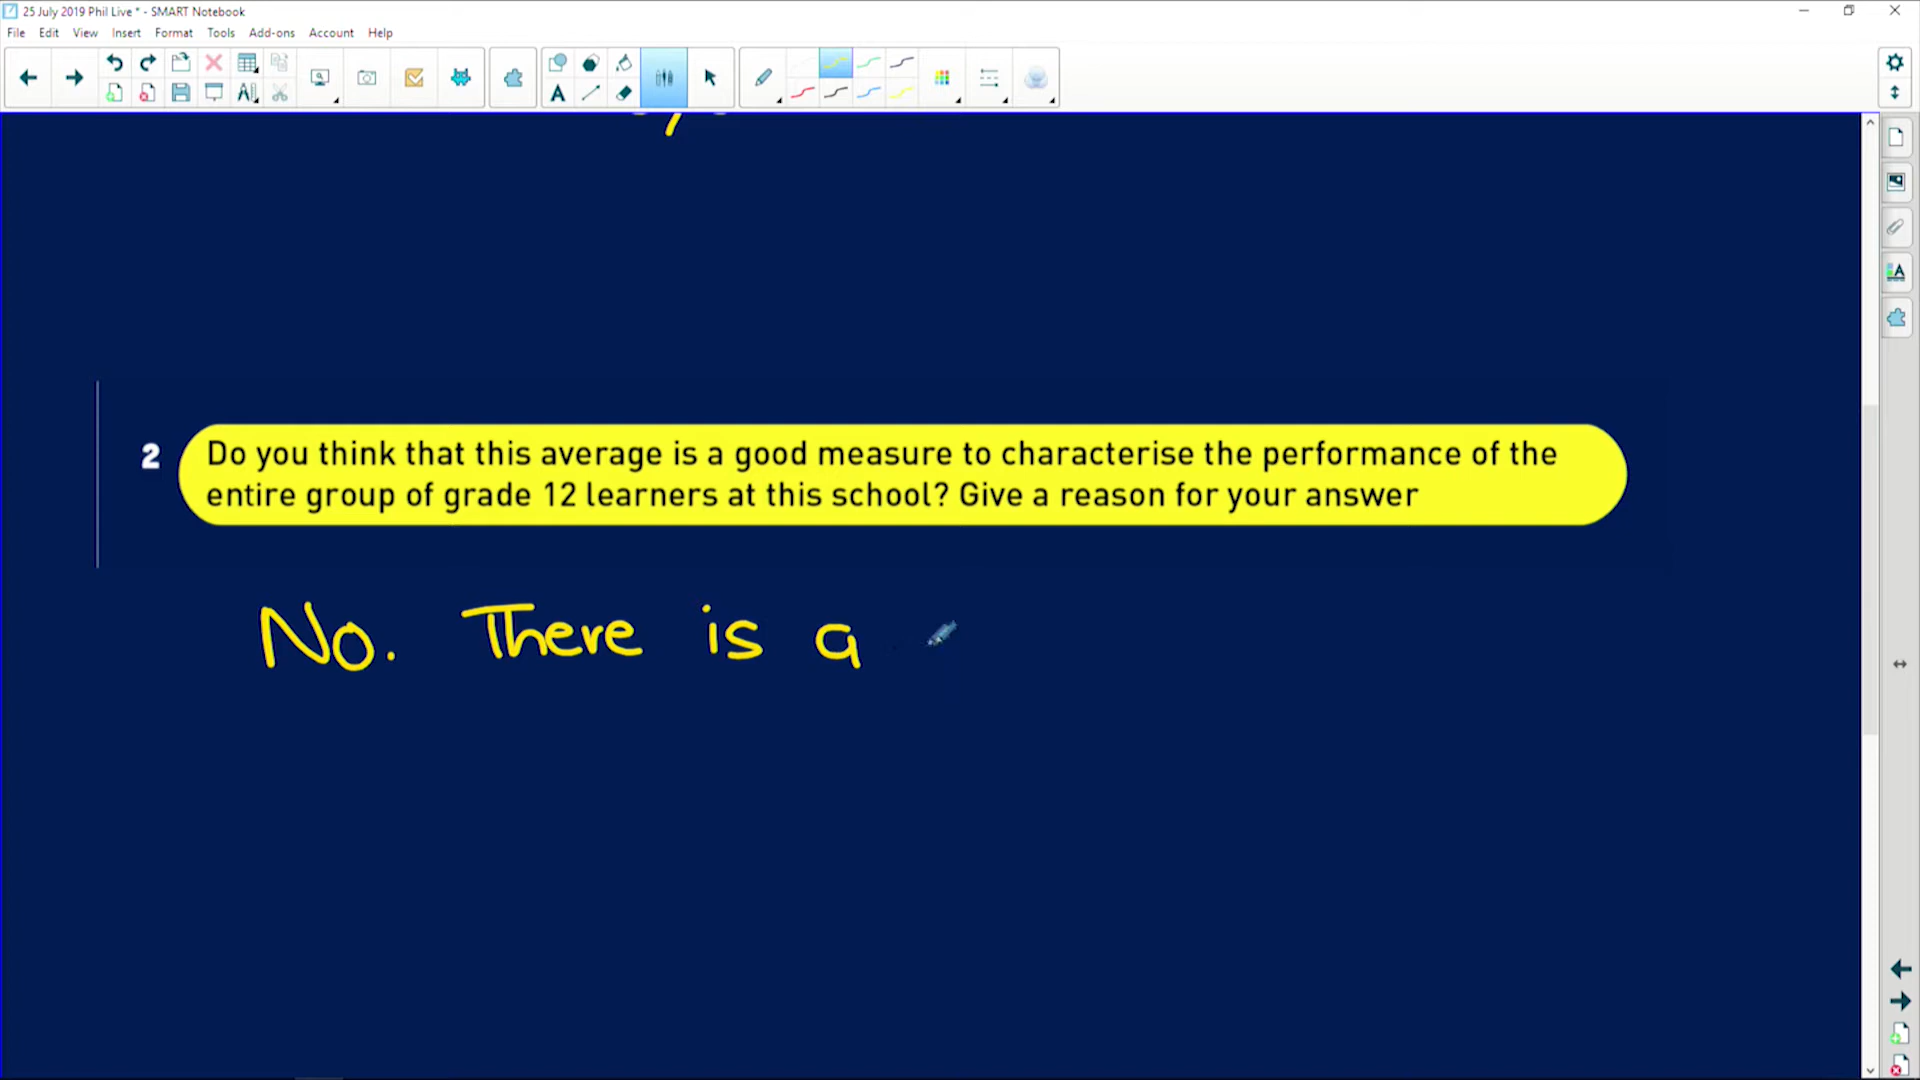 25 July 2019 Phil Live * - SMART Notebook
File Edit View Insert Format Tools Add-ons Account Help
2 Do you think that this average is a good measure to characterise the performance of the
entire group of grade 12 learners at this school? Give a reason for your answer
No. There is a